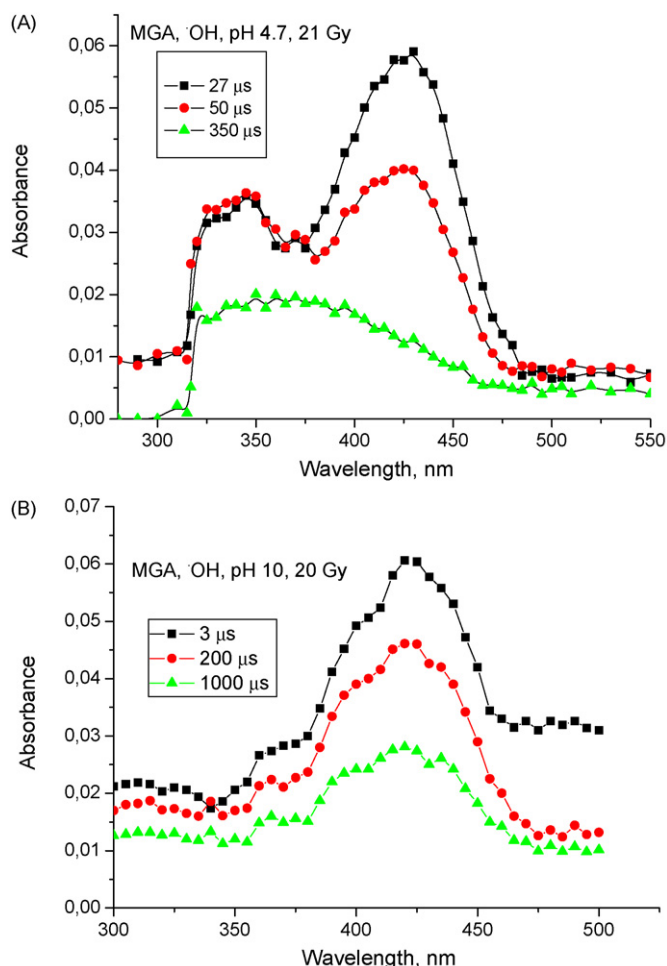 (A)
MGA, ·OH, pH 4.7, 21 Gy
27 μs
50 μs
350 μs
0,06
0,05
0,04
0,03
0,02
0,01
0,00
Absorbance
300 350 400 450 500 550
Wavelength, nm
(B)
MGA, ·OH, pH 10, 20 Gy
3 μs
200 μs
1000 μs
0,07
0,06
0,05
0,04
0,03
0,02
0,01
0,00
Absorbance
300 350 400 450 500
Wavelength, nm